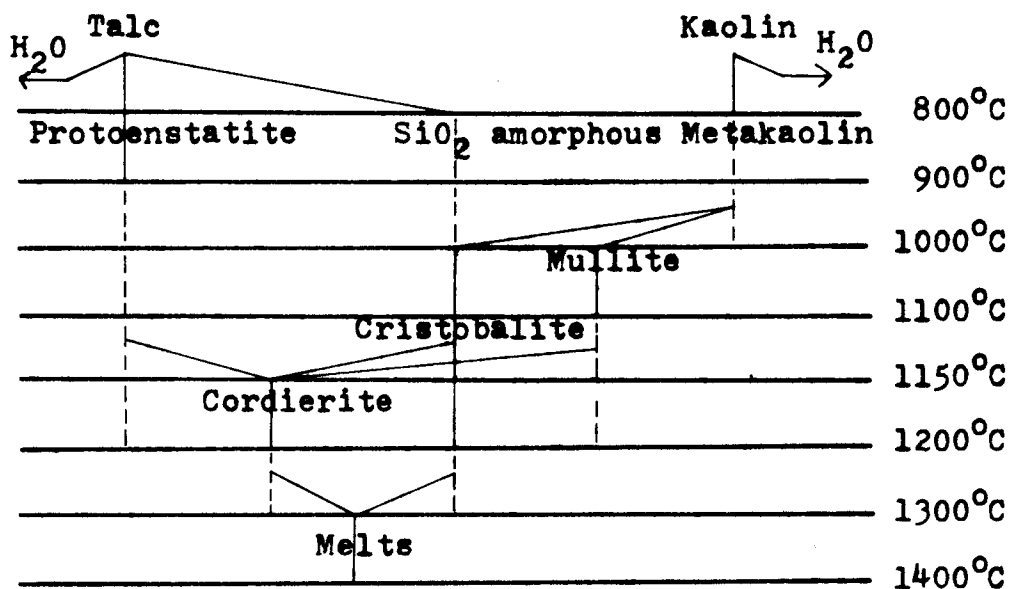 Talc Kaolin
H₂O H₂O
800°C
Protoenstatite SiO₂ amorphous Metakaolin
900°C
1000°C
Mullite
1100°C
Cristobalite
1150°C
Cordierite
1200°C
1300°C
Melts
1400°C